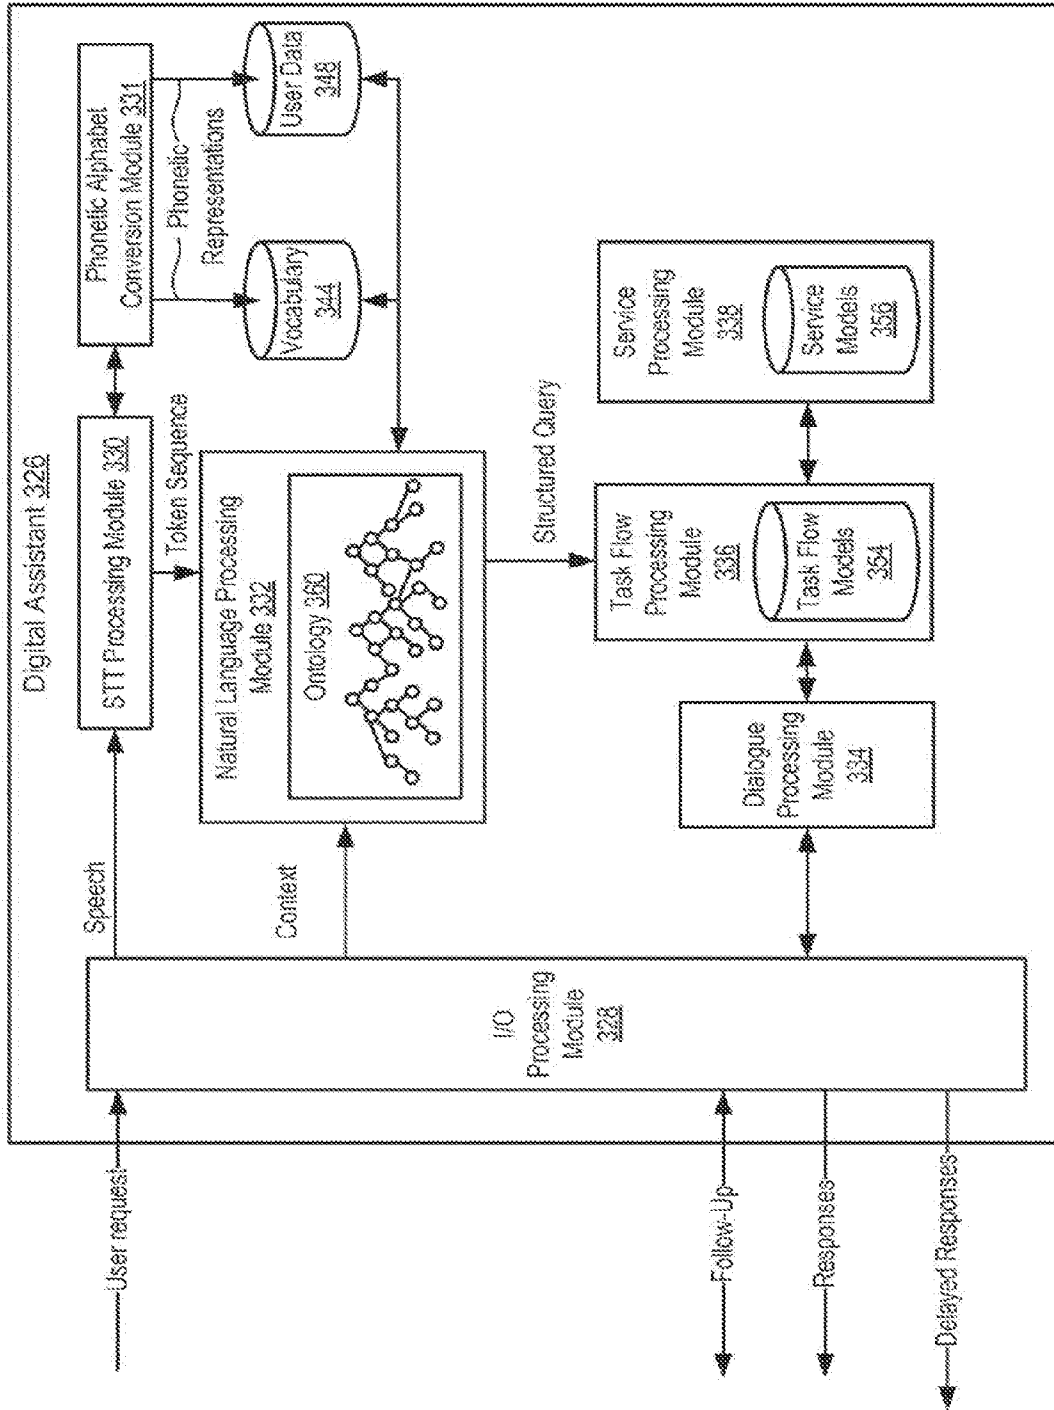 Digital Assistant 326
User request
Speech
STT Processing Module 330
Phonetic Alphabet
Conversion Module 331
Token Sequence
Phonetic
Representations
Context
Natural Language Processing
Module 332
Ontology 360
Vocabulary
344
User Data
348
I/O
Processing
Module
328
Structured Query
Follow-Up
Responses
Delayed Responses
Dialogue
Processing
Module
334
Task Flow
Processing
Module
336
Task Flow
Models
354
Service
Processing
Module
338
Service
Models
356